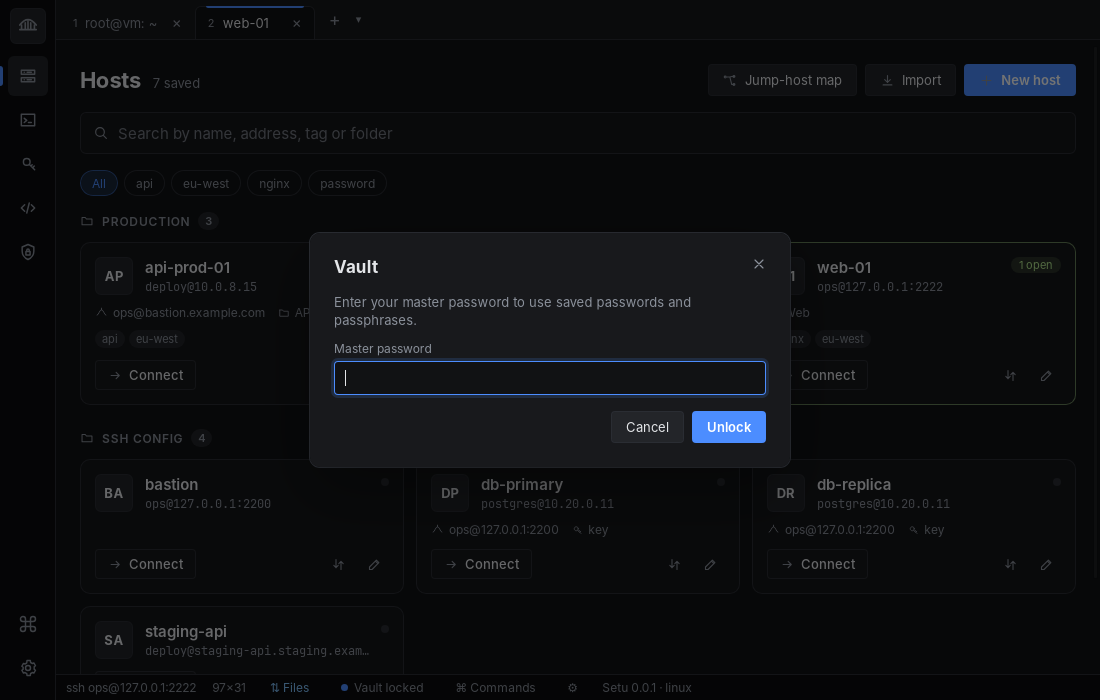 1 root@vm: ~ × 2 web-01 × + ▾
Hosts 7 saved Jump-host map Import New host
Search by name, address, tag or folder
All api eu-west nginx password
PRODUCTION 3
AP api-prod-01 web-01 1 open
deploy@10.0.8.15 ops@127.0.0.1:2222
ops@bastion.example.com AP
api eu-west eu-west
→ Connect Connect
Vault ×
Enter your master password to use saved passwords and
passphrases.
Master password
Cancel Unlock
SSH CONFIG 4
BA bastion DP db-primary DR db-replica
ops@127.0.0.1:2200 postgres@10.20.0.11 postgres@10.20.0.11
ops@127.0.0.1:2200 key ops@127.0.0.1:2200 key
→ Connect → Connect → Connect
SA staging-api
deploy@staging-api.staging.exam…
ssh ops@127.0.0.1:2222 97×31 ⇅ Files Vault locked ⌘ Commands ⚙ Setu 0.0.1 · linux